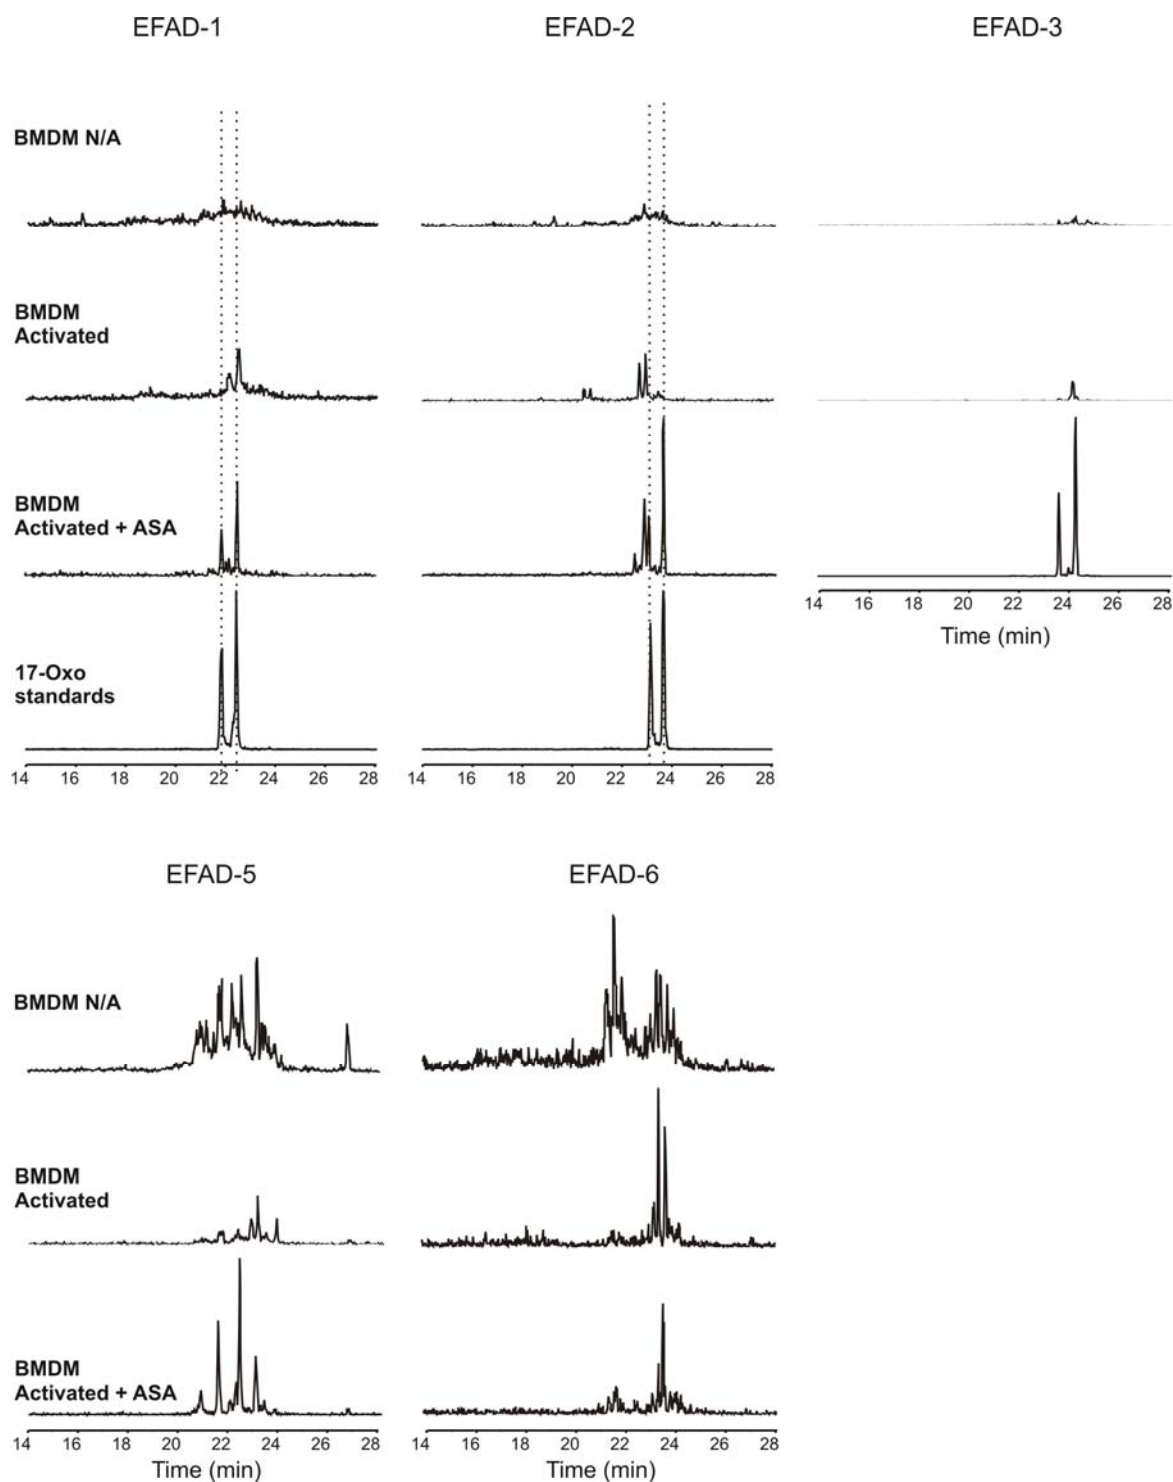 EFAD-1 EFAD-2 EFAD-3
BMDM N/A
BMDM
Activated
BMDM
Activated + ASA
14 16 18 20 22 24 26 28
Time (min)
17-Oxo
standards
14 16 18 20 22 24 26 28 14 16 18 20 22 24 26 28
EFAD-5 EFAD-6
BMDM N/A
BMDM
Activated
BMDM
Activated + ASA
14 16 18 20 22 24 26 28 14 16 18 20 22 24 26 28
Time (min) Time (min)